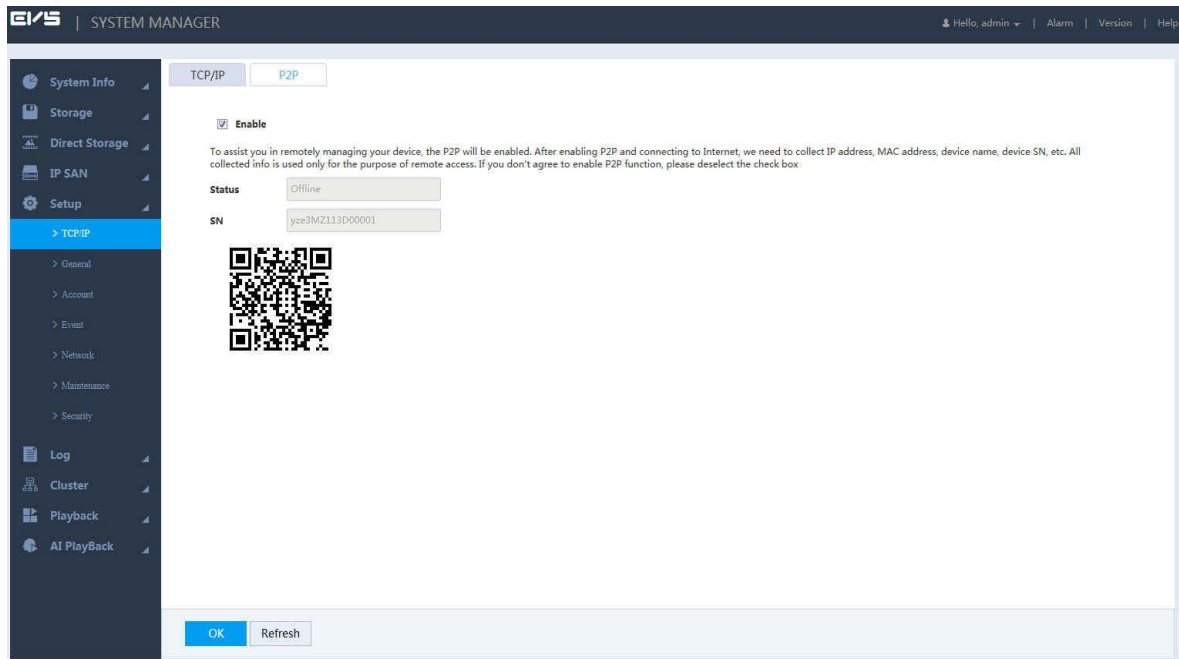 EVS | SYSTEM MANAGER
Hello, admin | Alarm | Version | Help
System Info
Storage
Direct Storage
IP SAN
Setup
> TCP/IP
> General
> Account
> Event
> Network
> Maintenance
> Security
Log
Cluster
Playback
AI PlayBack
TCP/IP
P2P
Enable
To assist you in remotely managing your device, the P2P will be enabled. After enabling P2P and connecting to Internet, we need to collect IP address, MAC address, device name, device SN, etc. All
collected info is used only for the purpose of remote access. If you don't agree to enable P2P function, please deselect the check box
Status Offline
SN yze3MZ113D00001
OK Refresh